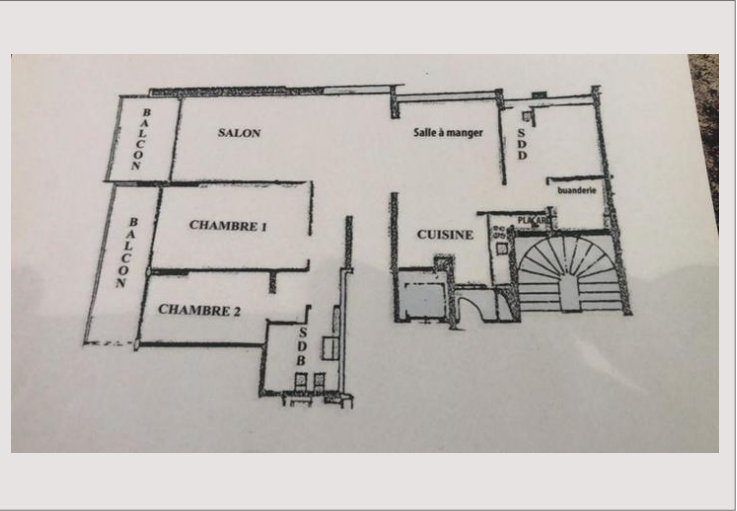 BALCON
SALON
Salle à manger
SDD
buanderie
BALCON
CHAMBRE 1
CUISINE
PLACARD
CHAMBRE 2
SDB